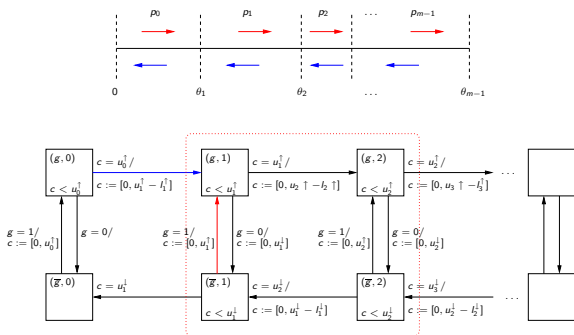 p₀ p₁ p₂ … pₘ₋₁
0 θ₁ θ₂ … θₘ₋₁
(g, 0) c = u₀↑/ (g, 1) c = u₁↑/ (g, 2) c = u₂↑/
…
c < u₀↑ c := [0, u₁↑ − l₁↑] c < u₁↑ c := [0, u₂ ↑ −l₂ ↑] c < u₂↑ c := [0, u₃ ↑ −l₃↑]
g = 1/ g = 0/ g = 1/ g = 0/ g = 1/ g = 0/
c := [0, u₀↑] c := [0, u₁↑] c := [0, u₁↓] c := [0, u₂↑] c := [0, u₂↓]
(g̅, 0) c = u₁↓/ (g̅, 1) c = u₂↓/ (g̅, 2) c = u₃↓/
…
c < u₁↓ c := [0, u₁↓ − l₁↓] c < u₂↓ c := [0, u₂↓ − l₂↓]